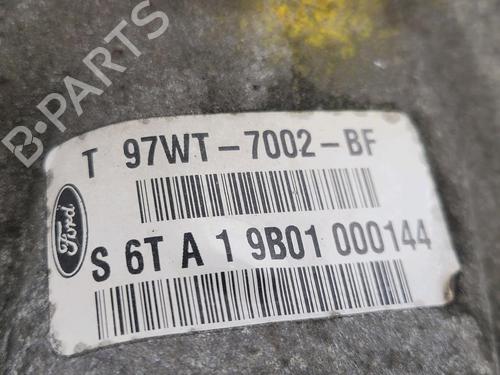 B-PARTS
T 97WT-7002-BF
Ford
S 6T A 1 9B01 000144